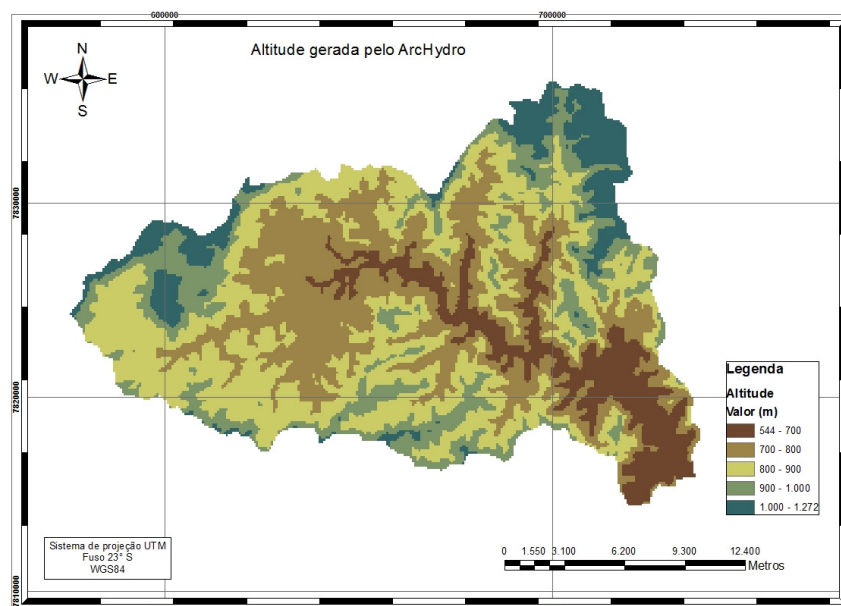 680000
700000
Altitude gerada pelo ArcHydro
N
W E
S
7830000
7820000
7810000
Legenda
Altitude
Valor (m)
544 - 700
700 - 800
800 - 900
900 - 1.000
1.000 - 1.272
Sistema de projeção UTM
Fuso 23° S
WGS84
0 1.550 3.100 6.200 9.300 12.400
Metros